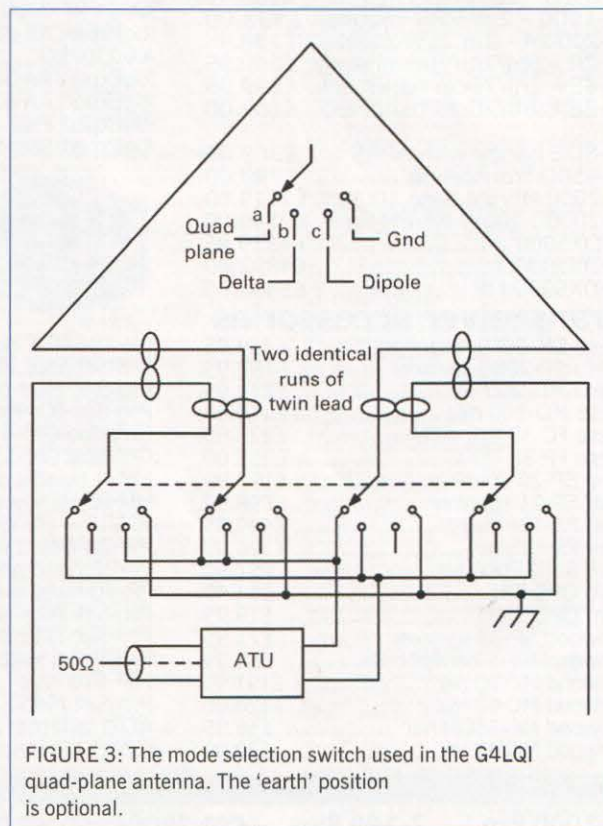 a
b
c
Quad
plane
Gnd
Delta
Dipole
Two identical
runs of
twin lead
50Ω
ATU
FIGURE 3: The mode selection switch used in the G4LQI
quad-plane antenna. The ‘earth’ position
is optional.